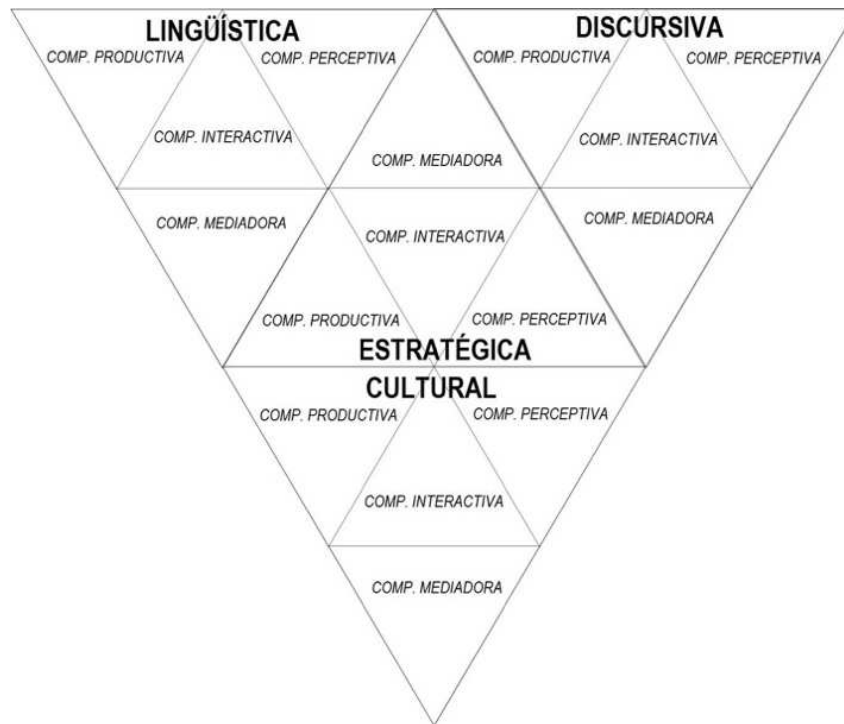 LINGÜÍSTICA
DISCURSIVA
COMP. PRODUCTIVA
COMP. PERCEPTIVA
COMP. PRODUCTIVA
COMP. PERCEPTIVA
COMP. INTERACTIVA
COMP. MEDIADORA
COMP. INTERACTIVA
COMP. MEDIADORA
COMP. INTERACTIVA
COMP. MEDIADORA
COMP. PRODUCTIVA
COMP. PERCEPTIVA
ESTRATÉGICA
CULTURAL
COMP. PRODUCTIVA
COMP. PERCEPTIVA
COMP. INTERACTIVA
COMP. MEDIADORA